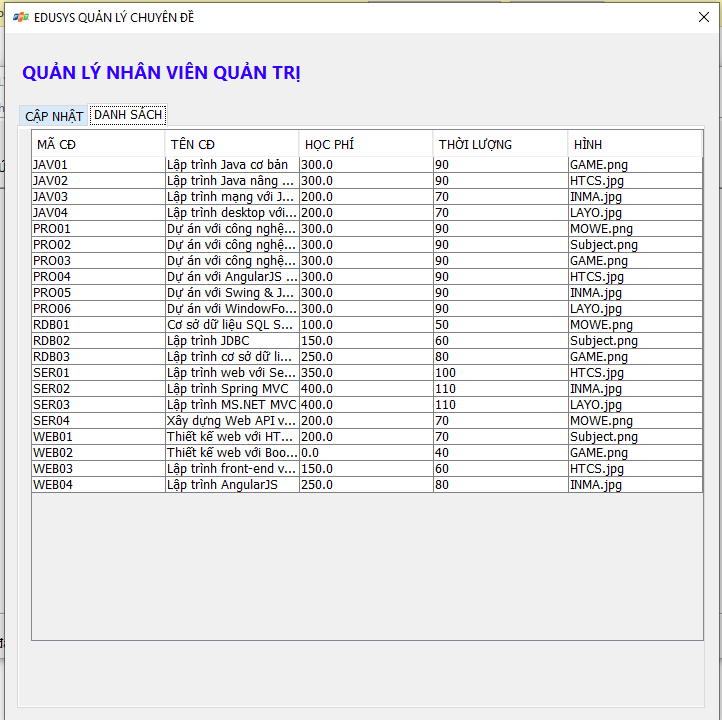 EDUSYS QUẢN LÝ CHUYÊN ĐỀ
QUẢN LÝ NHÂN VIÊN QUẢN TRỊ
CẬP NHẬT DANH SÁCH
MÃ CĐ TÊN CĐ HỌC PHÍ THỜI LƯỢNG HÌNH
JAV01 Lập trình Java cơ bản 300.0 90 GAME.png
JAV02 Lập trình Java nâng ... 300.0 90 HTCS.jpg
JAV03 Lập trình mạng với J... 200.0 70 INMA.jpg
JAV04 Lập trình desktop với... 200.0 70 LAYO.jpg
PRO01 Dự án với công nghệ... 300.0 90 MOWE.png
PRO02 Dự án với công nghệ... 300.0 90 Subject.png
PRO03 Dự án với công nghệ... 300.0 90 GAME.png
PRO04 Dự án với AngularJS ... 300.0 90 HTCS.jpg
PRO05 Dự án với Swing & J... 300.0 90 INMA.jpg
PRO06 Dự án với WindowFo... 300.0 90 LAYO.jpg
RDB01 Cơ sở dữ liệu SQL S... 100.0 50 MOWE.png
RDB02 Lập trình JDBC 150.0 60 Subject.png
RDB03 Lập trình cơ sở dữ li... 250.0 80 GAME.png
SER01 Lập trình web với Se... 350.0 100 HTCS.jpg
SER02 Lập trình Spring MVC 400.0 110 INMA.jpg
SER03 Lập trình MS.NET MVC 400.0 110 LAYO.jpg
SER04 Xây dựng Web API v... 200.0 70 MOWE.png
WEB01 Thiết kế web với HT... 200.0 70 Subject.png
WEB02 Thiết kế web với Boo... 0.0 40 GAME.png
WEB03 Lập trình front-end v... 150.0 60 HTCS.jpg
WEB04 Lập trình AngularJS 250.0 80 INMA.jpg